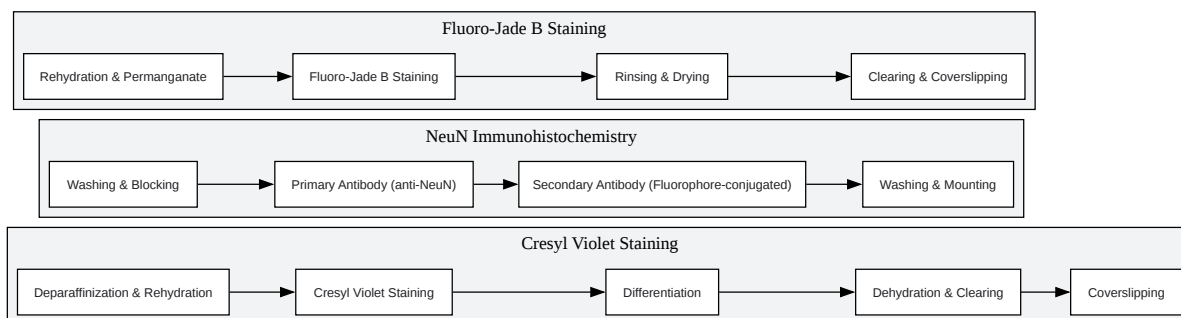 Fluoro-Jade B Staining
Rehydration & Permanganate
Fluoro-Jade B Staining
Rinsing & Drying
Clearing & Coverslipping
NeuN Immunohistochemistry
Washing & Blocking
Primary Antibody (anti-NeuN)
Secondary Antibody (Fluorophore-conjugated)
Washing & Mounting
Cresyl Violet Staining
Deparaffinization & Rehydration
Cresyl Violet Staining
Differentiation
Dehydration & Clearing
Coverslipping